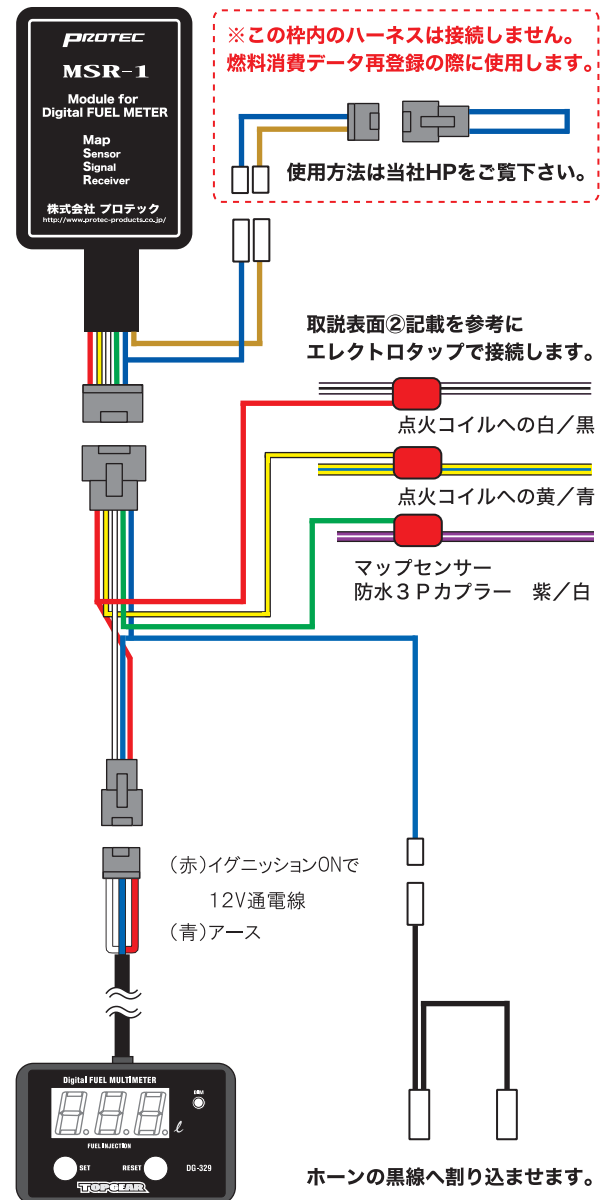 PROTEC
MSR-1
Module for
Digital FUEL METER
Map
Sensor
Signal
Receiver
株式会社 プロテック
http://www.protec-products.co.jp/
※この枠内のハーネスは接続しません。
燃料消費データ再登録の際に使用します。
使用方法は当社HPをご覧下さい。
取説表面②記載を参考に
エレクトロタップで接続します。
点火コイルへの白／黒
点火コイルへの黄／青
マップセンサー
防水３Ｐカプラー　紫／白
（赤）イグニッションONで
12V通電線
（青）アース
Digital FUEL MULTIMETER
ℓ
FUEL INJECTION
SET
RESET
DG-329
TOPGEAR
ホーンの黒線へ割り込ませます。